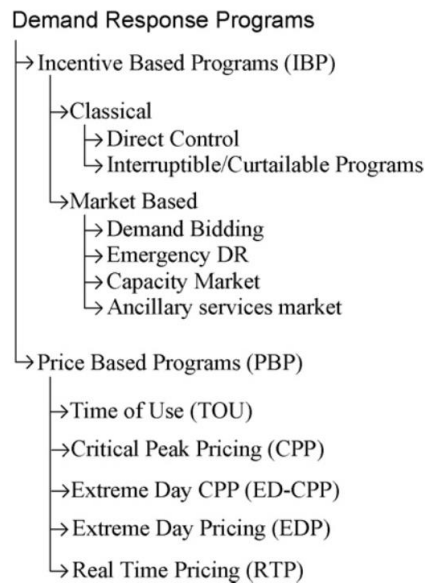 Demand Response Programs
Incentive Based Programs (IBP)
Classical
Direct Control
Interruptible/Curtailable Programs
Market Based
Demand Bidding
Emergency DR
Capacity Market
Ancillary services market
Price Based Programs (PBP)
Time of Use (TOU)
Critical Peak Pricing (CPP)
Extreme Day CPP (ED-CPP)
Extreme Day Pricing (EDP)
Real Time Pricing (RTP)